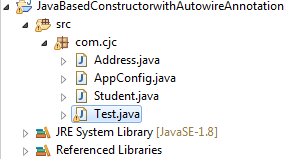 JavaBasedConstructorwithAutowireAnnotation
src
com.cjc
Address.java
AppConfig.java
Student.java
Test.java
JRE System Library [JavaSE-1.8]
Referenced Libraries